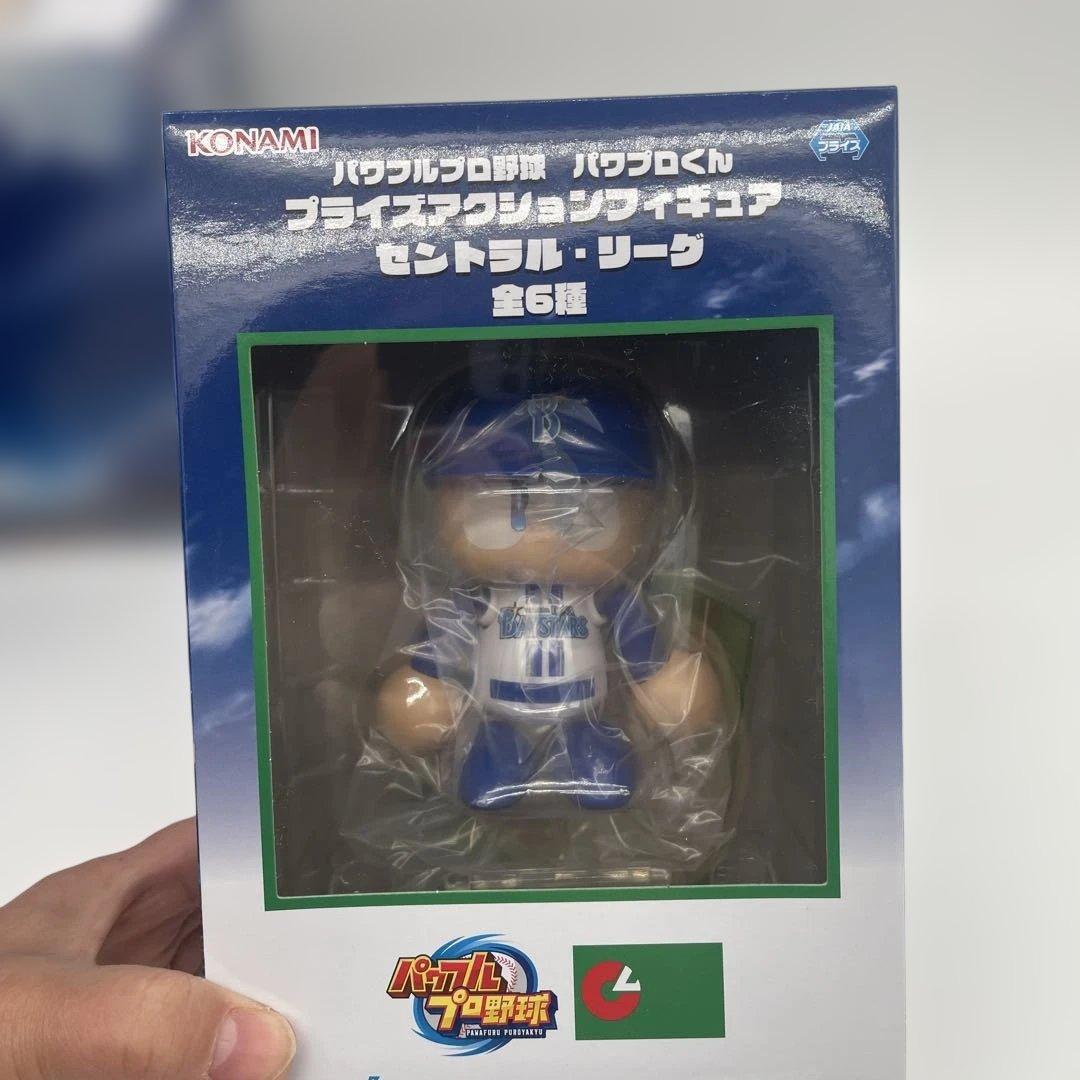 KONAMI
JAIA
プライズ
パワフルプロ野球 パワプロくん
プライズアクションフィギュア
セントラル・リーグ
全6種
B
BAYSTARS
パワフル
プロ野球
PAWAFURU PUROYAKYU